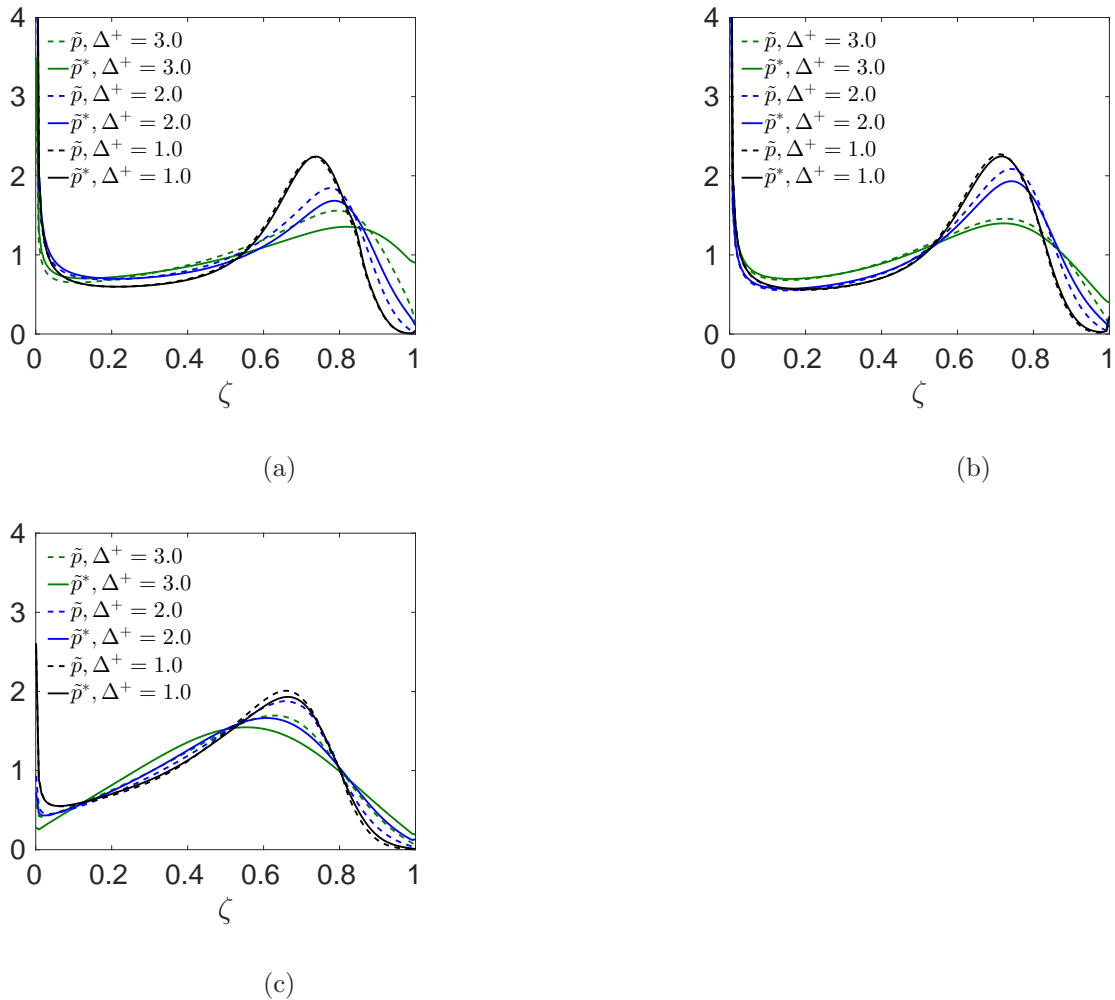 4
3
2
1
0
p̃, Δ⁺ = 3.0
p̃*, Δ⁺ = 3.0
p̃, Δ⁺ = 2.0
p̃*, Δ⁺ = 2.0
p̃, Δ⁺ = 1.0
p̃*, Δ⁺ = 1.0
0 0.2 0.4 0.6 0.8 1
ζ
(a)
4
3
2
1
0
p̃, Δ⁺ = 3.0
p̃*, Δ⁺ = 3.0
p̃, Δ⁺ = 2.0
p̃*, Δ⁺ = 2.0
p̃, Δ⁺ = 1.0
p̃*, Δ⁺ = 1.0
0 0.2 0.4 0.6 0.8 1
ζ
(b)
4
3
2
1
0
p̃, Δ⁺ = 3.0
p̃*, Δ⁺ = 3.0
p̃, Δ⁺ = 2.0
p̃*, Δ⁺ = 2.0
p̃, Δ⁺ = 1.0
p̃*, Δ⁺ = 1.0
0 0.2 0.4 0.6 0.8 1
ζ
(c)